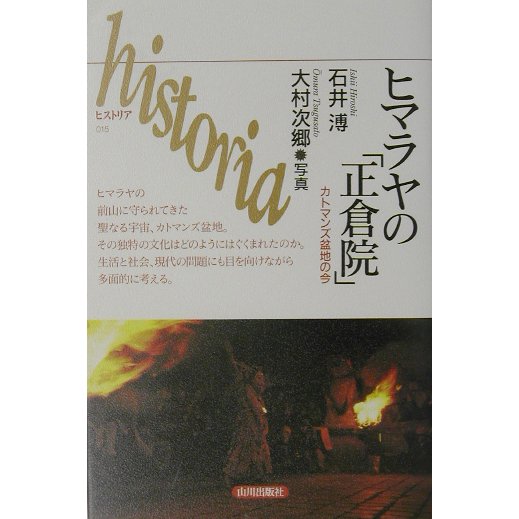 historia
ヒストリア
015
ヒマラヤの
「正倉院」
カトマンズ盆地の今
Ishii Hiroshi
石井 溥
Omura Tsugusato
大村次郷✹写真
ヒマラヤの
前山に守られてきた
聖なる宇宙、カトマンズ盆地。
その独特の文化はどのようにはぐくまれたのか。
生活と社会、現代の問題にも目を向けながら
多面的に考える。
山川出版社